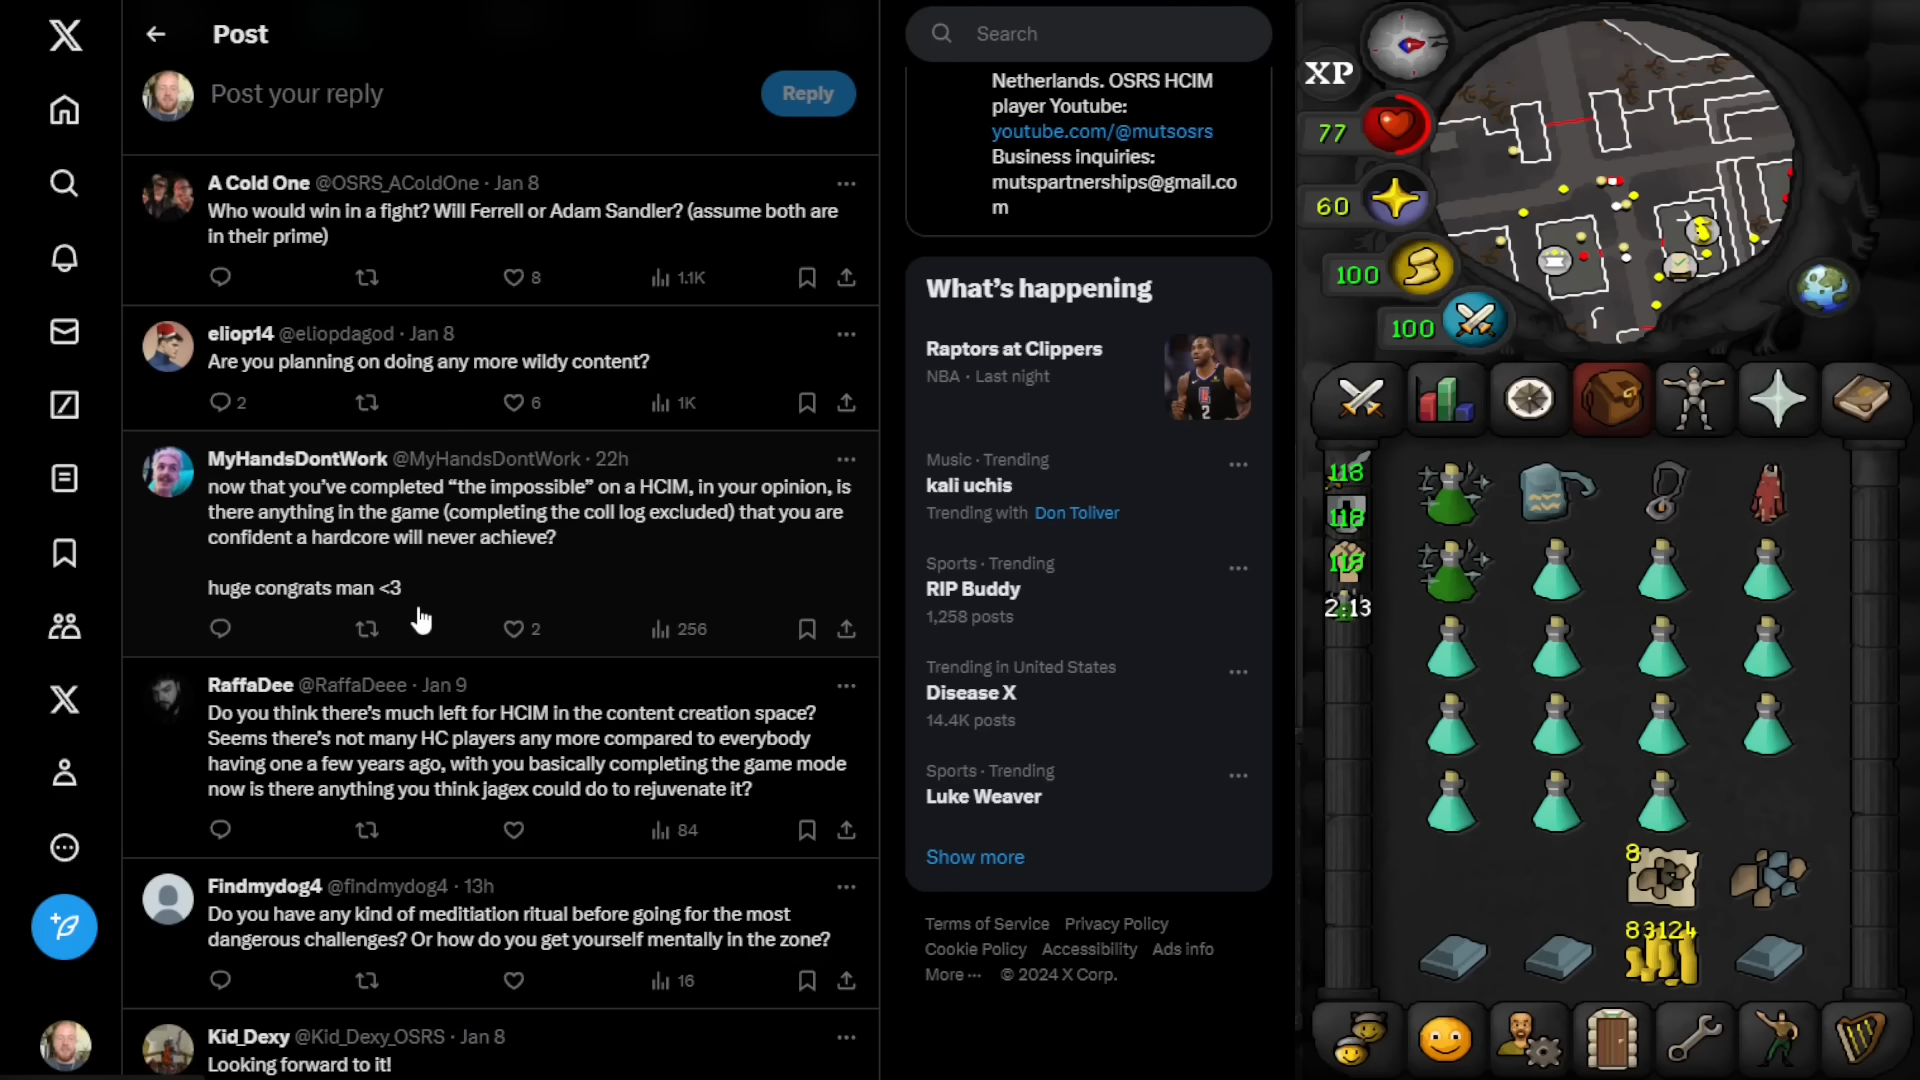 Post
Post your reply
Reply
A Cold One @OSRS_AColdOne · Jan 8
Who would win in a fight? Will Ferrell or Adam Sandler? (assume both are
in their prime)
8
1.1K
eliop14 @eliopdagod · Jan 8
Are you planning on doing any more wildy content?
2
6
1K
MyHandsDontWork @MyHandsDontWork · 22h
now that you've completed “the impossible” on a HCIM, in your opinion, is
there anything in the game (completing the coll log excluded) that you are
confident a hardcore will never achieve?
huge congrats man <3
2
256
RaffaDee @RaffaDeee · Jan 9
Do you think there's much left for HCIM in the content creation space?
Seems there's not many HC players any more compared to everybody
having one a few years ago, with you basically completing the game mode
now is there anything you think jagex could do to rejuvenate it?
84
Findmydog4 @findmydog4 · 13h
Do you have any kind of meditiation ritual before going for the most
dangerous challenges? Or how do you get yourself mentally in the zone?
16
Kid_Dexy @Kid_Dexy_OSRS · Jan 8
Looking forward to it!
Search
Netherlands. OSRS HCIM
player Youtube:
youtube.com/@mutsosrs
Business inquiries:
mutspartnerships@gmail.co
m
What's happening
Raptors at Clippers
NBA · Last night
Music · Trending
kali uchis
Trending with Don Tollver
Sports · Trending
RIP Buddy
1,258 posts
Trending in United States
Disease X
14.4K posts
Sports · Trending
Luke Weaver
Show more
Terms of Service Privacy Policy
Cookie Policy Accessibility Ads info
More ··· © 2024 X Corp.
XP
77
60
100
100
118
118
119
2:13
8
83124